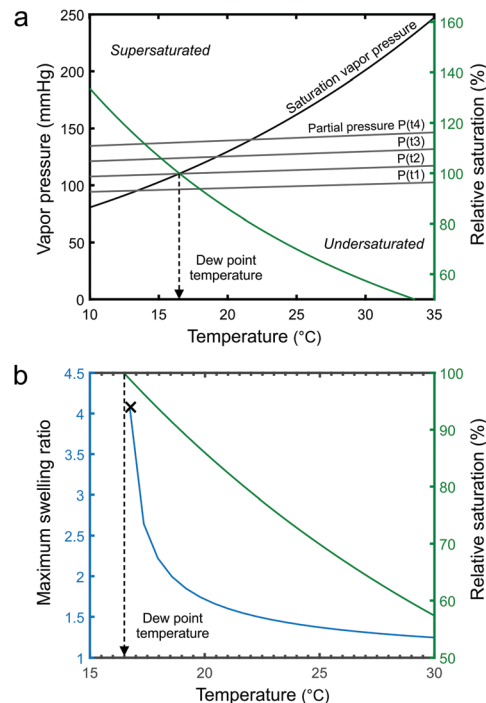 a
250
200
150
100
50
0
Vapor pressure (mmHg)
Supersaturated
Saturation vapor pressure
Partial pressure P(t4)
P(t3)
P(t2)
P(t1)
Undersaturated
Dew point
temperature
160
140
120
100
80
60
Relative saturation (%)
10
15
20
25
30
35
Temperature (°C)
b
4.5
4
3.5
3
2.5
2
1.5
1
Maximum swelling ratio
Dew point
temperature
100
90
80
70
60
50
Relative saturation (%)
15
20
25
30
Temperature (°C)